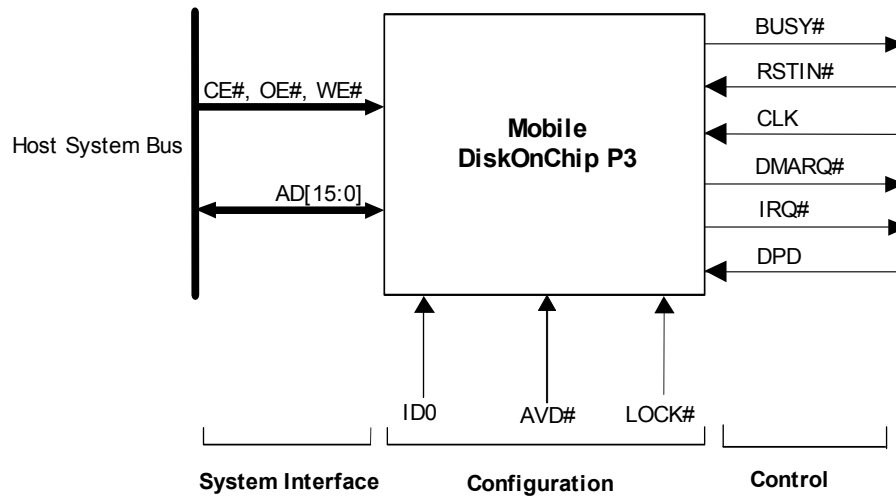 BUSY#
RSTIN#
CE#, OE#, WE#
CLK
Mobile
DiskOnChip P3
Host System Bus
DMARQ#
AD[15:0]
IRQ#
DPD
ID0
AVD#
LOCK#
System Interface
Configuration
Control